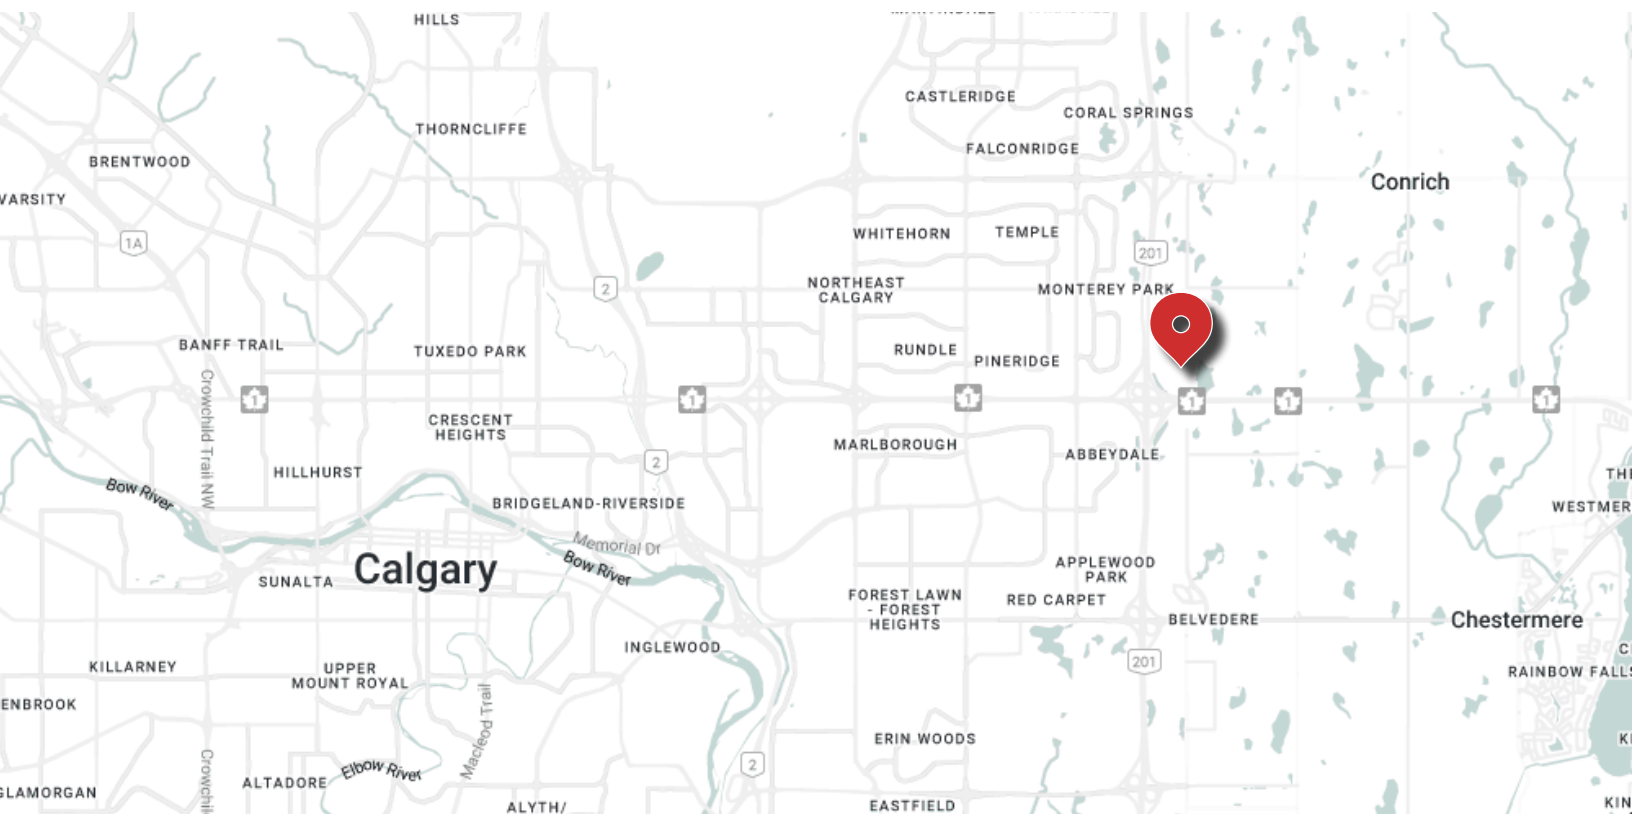 HILLS
CASTLERIDGE
CORAL SPRINGS
THORNCLIFFE
FALCONRIDGE
BRENTWOOD
Conrich
VARSITY
WHITEHORN
TEMPLE
1A
201
NORTHEAST
CALGARY
2
MONTEREY PARK
BANFF TRAIL
TUXEDO PARK
RUNDLE
PINERIDGE
Crowchild Trail NW
1
1
1
1
1
1
CRESCENT
HEIGHTS
MARLBOROUGH
ABBEYDALE
2
HILLHURST
THE
Bow River
BRIDGELAND-RIVERSIDE
WESTMER
Memorial Dr
Calgary
Bow River
APPLEWOOD
PARK
SUNALTA
FOREST LAWN
- FOREST
HEIGHTS
RED CARPET
BELVEDERE
Chestermere
INGLEWOOD
C
KILLARNEY
UPPER
MOUNT ROYAL
201
RAINBOW FALLS
ENBROOK
Macleod Trail
ERIN WOODS
K
Crowchil
2
Elbow River
ALTADORE
GLAMORGAN
ALYTH/
EASTFIELD
KIN